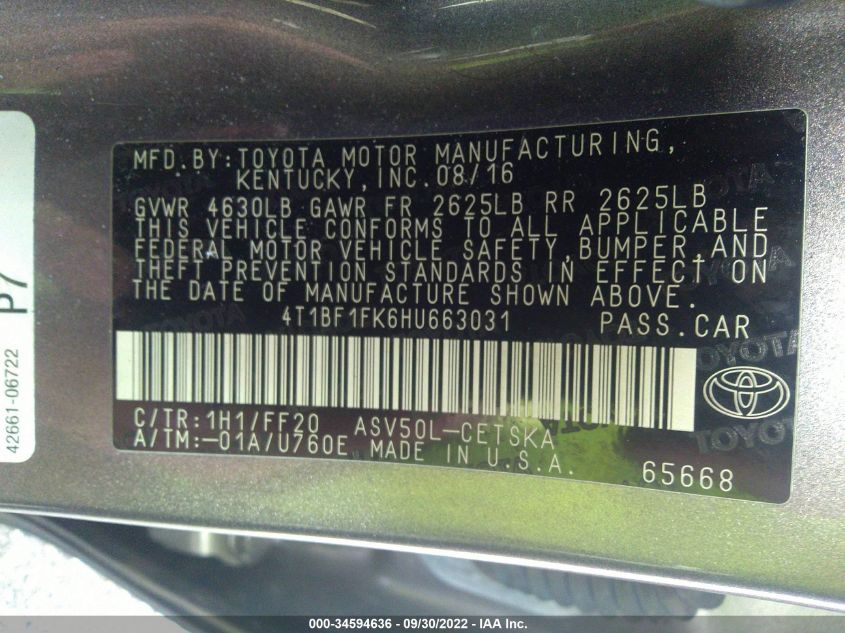 MFD.BY:TOYOTA MOTOR MANUFACTURING,
KENTUCKY,INC.08/16
GVWR 4630LB GAWR FR 2625LB RR 2625LB
THIS VEHICLE CONFORMS TO ALL APPLICABLE
FEDERAL MOTOR VEHICLE SAFETY,BUMPER,AND
THEFT PREVENTION STANDARDS IN EFFECT ON
THE DATE OF MANUFACTURE SHOWN ABOVE.
4T1BF1FK6HU663031 PASS.CAR
C/TR:1H1/FF20 ASV50L-CETSKA
A/TM:-01A/U760E MADE IN U.S.A.
65668
P7
42661-06722
TOYOTA
000-34594636 - 09/30/2022 - IAA Inc.